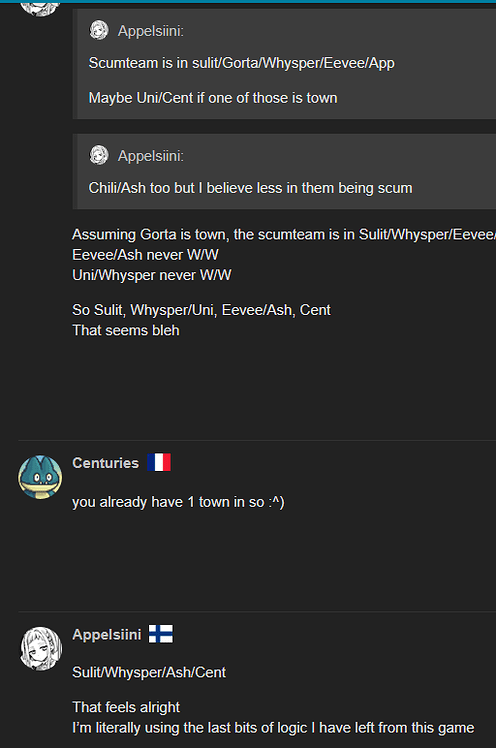 Appelsiini:
Scumteam is in sulit/Gorta/Whysper/Eevee/App
Maybe Uni/Cent if one of those is town
Appelsiini:
Chili/Ash too but I believe less in them being scum
Assuming Gorta is town, the scumteam is in Sulit/Whysper/Eevee/
Eevee/Ash never W/W
Uni/Whysper never W/W
So Sulit, Whysper/Uni, Eevee/Ash, Cent
That seems bleh
Centuries
you already have 1 town in so :^)
Appelsiini
Sulit/Whysper/Ash/Cent
That feels alright
I'm literally using the last bits of logic I have left from this game